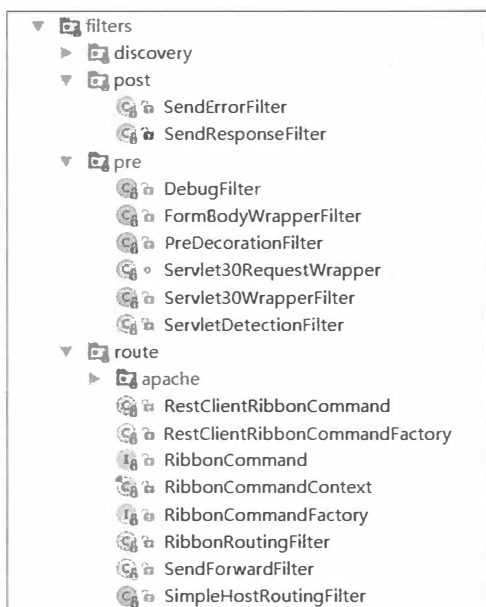 filters
discovery
post
SendErrorFilter
SendResponseFilter
pre
DebugFilter
FormBodyWrapperFilter
PreDecorationFilter
Servlet30RequestWrapper
Servlet30WrapperFilter
ServletDetectionFilter
route
apache
RestClientRibbonCommand
RestClientRibbonCommandFactory
RibbonCommand
RibbonCommandContext
RibbonCommandFactory
RibbonRoutingFilter
SendForwardFilter
SimpleHostRoutingFilter